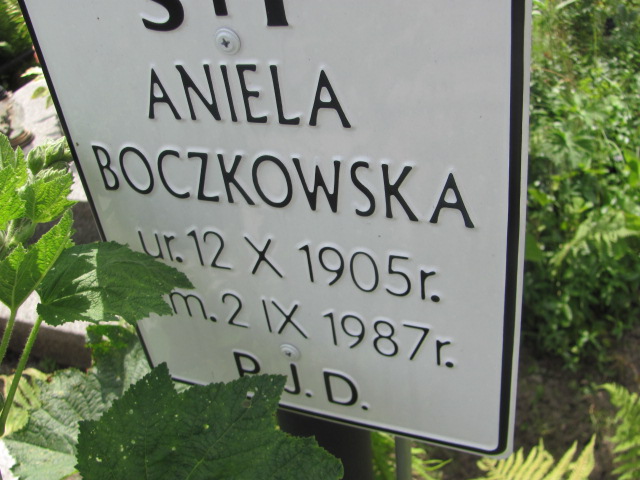 ANIELA
BOCZKOWSKA
ur. 12 X 1905r.
m. 2 IX 1987r.
P.J.D.